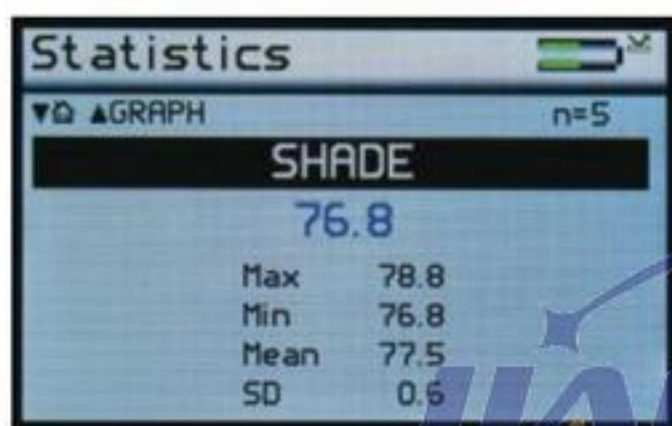 Statistics
▼⌂ ▲GRAPH n=5
SHADE
76.8
Max 78.8
Min 76.8
Mean 77.5
SD 0.6